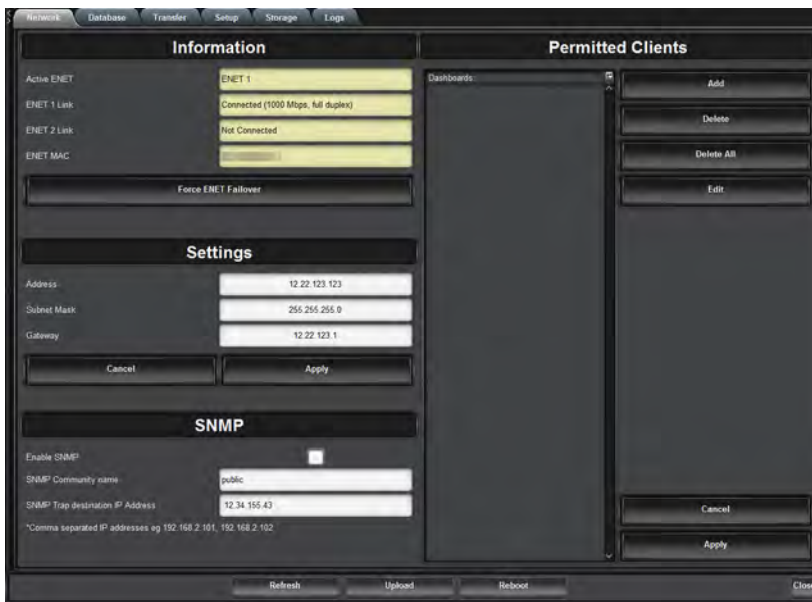 Network Database Transfer Setup Storage Logs
Information
Active ENET ENET 1
ENET 1 Link Connected (1000 Mbps, full duplex)
ENET 2 Link Not Connected
ENET MAC
Force ENET Failover
Settings
Address 12.22.123.123
Subnet Mask 255.255.255.0
Gateway 12.22.123.1
Cancel Apply
SNMP
Enable SNMP
SNMP Community name public
SNMP Trap destination IP Address 12.34.155.43
*Comma separated IP addresses eg 192.168.2.101, 192.168.2.102
Permitted Clients
Dashboards
Add
Delete
Delete All
Edit
Cancel
Apply
Refresh Upload Reboot Close